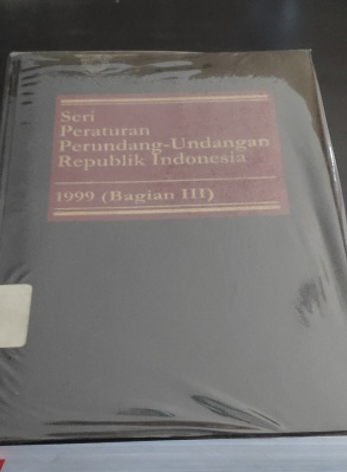 Seri
Peraturan
Perundang-Undangan
Republik Indonesia
1999 (Bagian III)